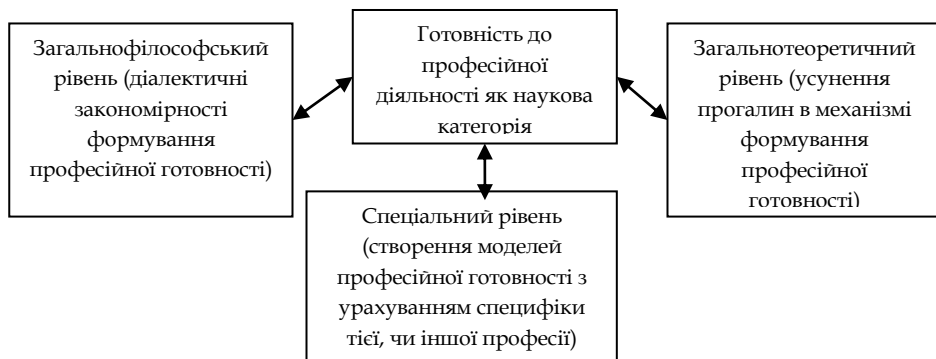 Загальнофілософський
рівень (діалектичні
закономірності
формування
професійної готовності)
Готовність до
професійної
діяльності як наукова
категорія
Загальнотеоретичний
рівень (усунення
прогалин в механізмі
формування
професійної
готовності)
Спеціальний рівень
(створення моделей
професійної готовності з
урахуванням специфіки
тієї, чи іншої професії)